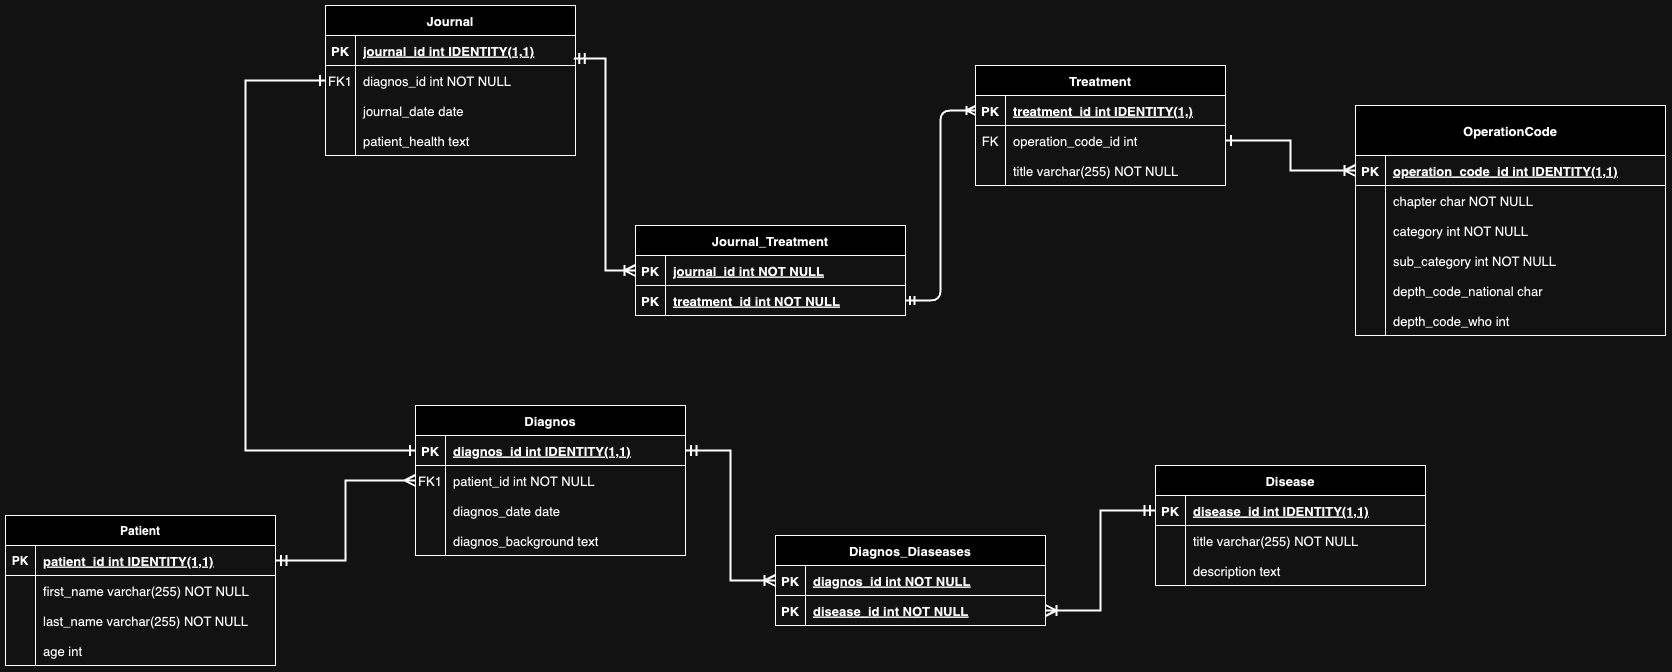 Journal
PK journal_id int IDENTITY(1,1)
FK1 diagnos_id int NOT NULL
journal_date date
patient_health text
Treatment
PK treatment_id int IDENTITY(1,)
FK operation_code_id int
title varchar(255) NOT NULL
OperationCode
PK operation_code_id int IDENTITY(1,1)
chapter char NOT NULL
category int NOT NULL
sub_category int NOT NULL
depth_code_national char
depth_code_who int
Journal_Treatment
PK journal_id int NOT NULL
PK treatment_id int NOT NULL
Diagnos
PK diagnos_id int IDENTITY(1,1)
FK1 patient_id int NOT NULL
diagnos_date date
diagnos_background text
Patient
PK patient_id int IDENTITY(1,1)
first_name varchar(255) NOT NULL
last_name varchar(255) NOT NULL
age int
Diagnos_Diaseases
PK diagnos_id int NOT NULL
PK disease_id int NOT NULL
Disease
PK disease_id int IDENTITY(1,1)
title varchar(255) NOT NULL
description text